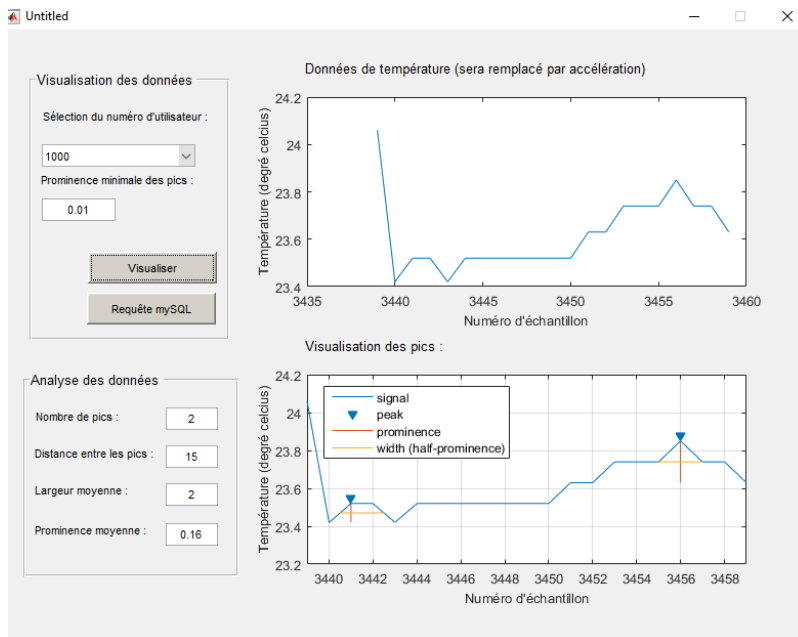 Untitled
Visualisation des données
Sélection du numéro d'utilisateur :
1000
Prominence minimale des pics :
0.01
Visualiser
Requête mySQL
Analyse des données
Nombre de pics :
2
Distance entre les pics :
15
Largeur moyenne :
2
Prominence moyenne :
0.16
Données de température (sera remplacé par accélération)
Température (degré celcius)
24.2
24
23.8
23.6
23.4
3435
3440
3445
3450
3455
3460
Numéro d'échantillon
Visualisation des pics :
Température (degré celcius)
24.2
24
23.8
23.6
23.4
23.2
signal
peak
prominence
width (half-prominence)
3440
3442
3444
3446
3448
3450
3452
3454
3456
3458
Numéro d'échantillon